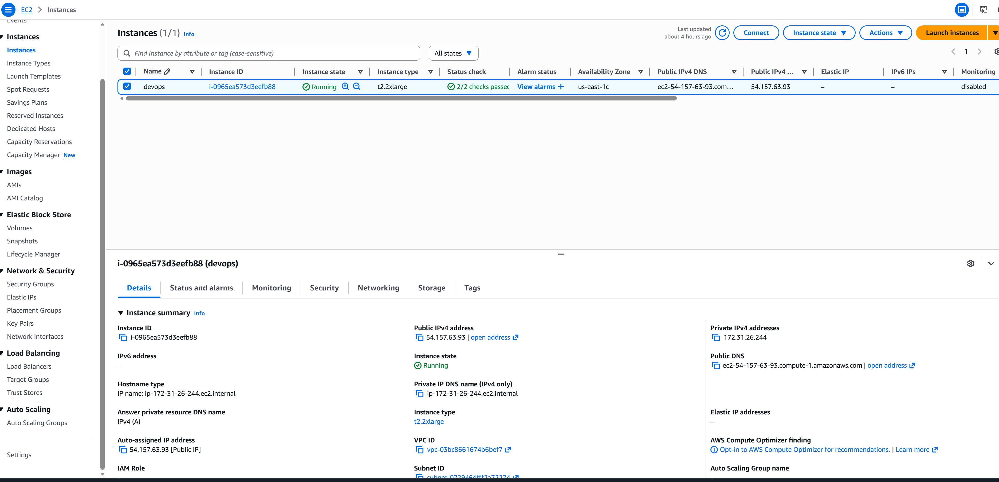 EC2 > Instances
Events
Instances
Instances
Instance Types
Launch Templates
Spot Requests
Savings Plans
Reserved Instances
Dedicated Hosts
Capacity Reservations
Capacity Manager New
Images
AMIs
AMI Catalog
Elastic Block Store
Volumes
Snapshots
Lifecycle Manager
Network & Security
Security Groups
Elastic IPs
Placement Groups
Key Pairs
Network Interfaces
Load Balancing
Load Balancers
Target Groups
Trust Stores
Auto Scaling
Auto Scaling Groups
Settings
Instances (1/1) Info
Last updated
about 4 hours ago
Connect Instance state Actions Launch instances
Find Instance by attribute or tag (case-sensitive)
All states
1
Name Instance ID Instance state Instance type Status check Alarm status Availability Zone Public IPv4 DNS Public IPv4 ... Elastic IP IPv6 IPs Monitoring
devops i-0965ea573d3eefb88 Running t2.2xlarge 2/2 checks passec View alarms + us-east-1c ec2-54-157-63-93.com... 54.157.63.93 – – disabled
i-0965ea573d3eefb88 (devops)
Details Status and alarms Monitoring Security Networking Storage Tags
Instance summary Info
Instance ID
i-0965ea573d3eefb88
Public IPv4 address
54.157.63.93 | open address
Private IPv4 addresses
172.31.26.244
IPv6 address
–
Instance state
Running
Public DNS
ec2-54-157-63-93.compute-1.amazonaws.com | open address
Hostname type
IP name: ip-172-31-26-244.ec2.internal
Private IP DNS name (IPv4 only)
ip-172-31-26-244.ec2.internal
Answer private resource DNS name
IPv4 (A)
Instance type
t2.2xlarge
Elastic IP addresses
–
Auto-assigned IP address
54.157.63.93 [Public IP]
VPC ID
vpc-03bc8661674b6bef7
AWS Compute Optimizer finding
Opt-in to AWS Compute Optimizer for recommendations. | Learn more
IAM Role
–
Subnet ID
subnet-072946dfff2a72274
Auto Scaling Group name
–